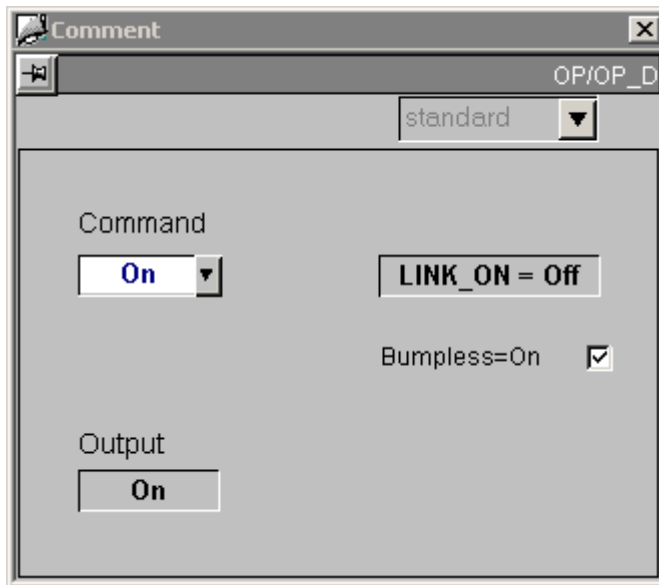 Comment
OP/OP_D
standard
Command
On
LINK_ON = Off
Bumpless=On
Output
On